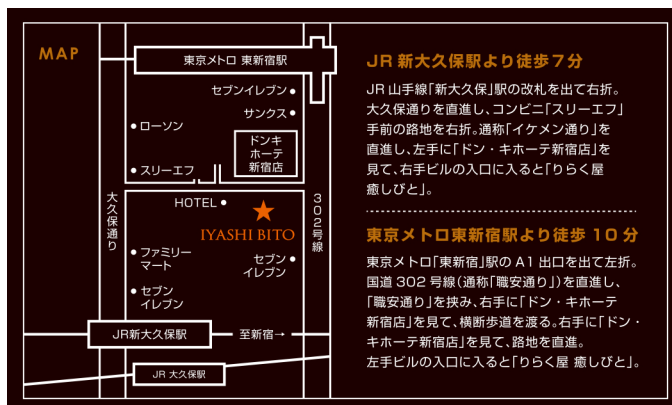 MAP
東京メトロ 東新宿駅
セブンイレブン
サンクス
ローソン
ドンキ
ホーテ
新宿店
スリーエフ
大久保通り
HOTEL
302号線
IYASHI BITO
ファミリー
マート
セブン
イレブン
セブン
イレブン
JR新大久保駅
至新宿→
JR 大久保駅
JR 新大久保駅より徒歩7分
JR 山手線「新大久保」駅の改札を出て右折。
大久保通りを直進し、コンビニ「スリーエフ」
手前の路地を右折。通称「イケメン通り」を
直進し、左手に「ドン・キホーテ新宿店」を
見て、右手ビルの入口に入ると「りらく屋
癒しびと」。
東京メトロ東新宿駅より徒歩 10 分
東京メトロ「東新宿」駅の A1 出口を出て左折。
国道 302 号線(通称「職安通り」)を直進し、
「職安通り」を挟み、右手に「ドン・キホーテ
新宿店」を見て、横断歩道を渡る。右手に「ドン・
キホーテ新宿店」を見て、路地を直進。
左手ビルの入口に入ると「りらく屋 癒しびと」。